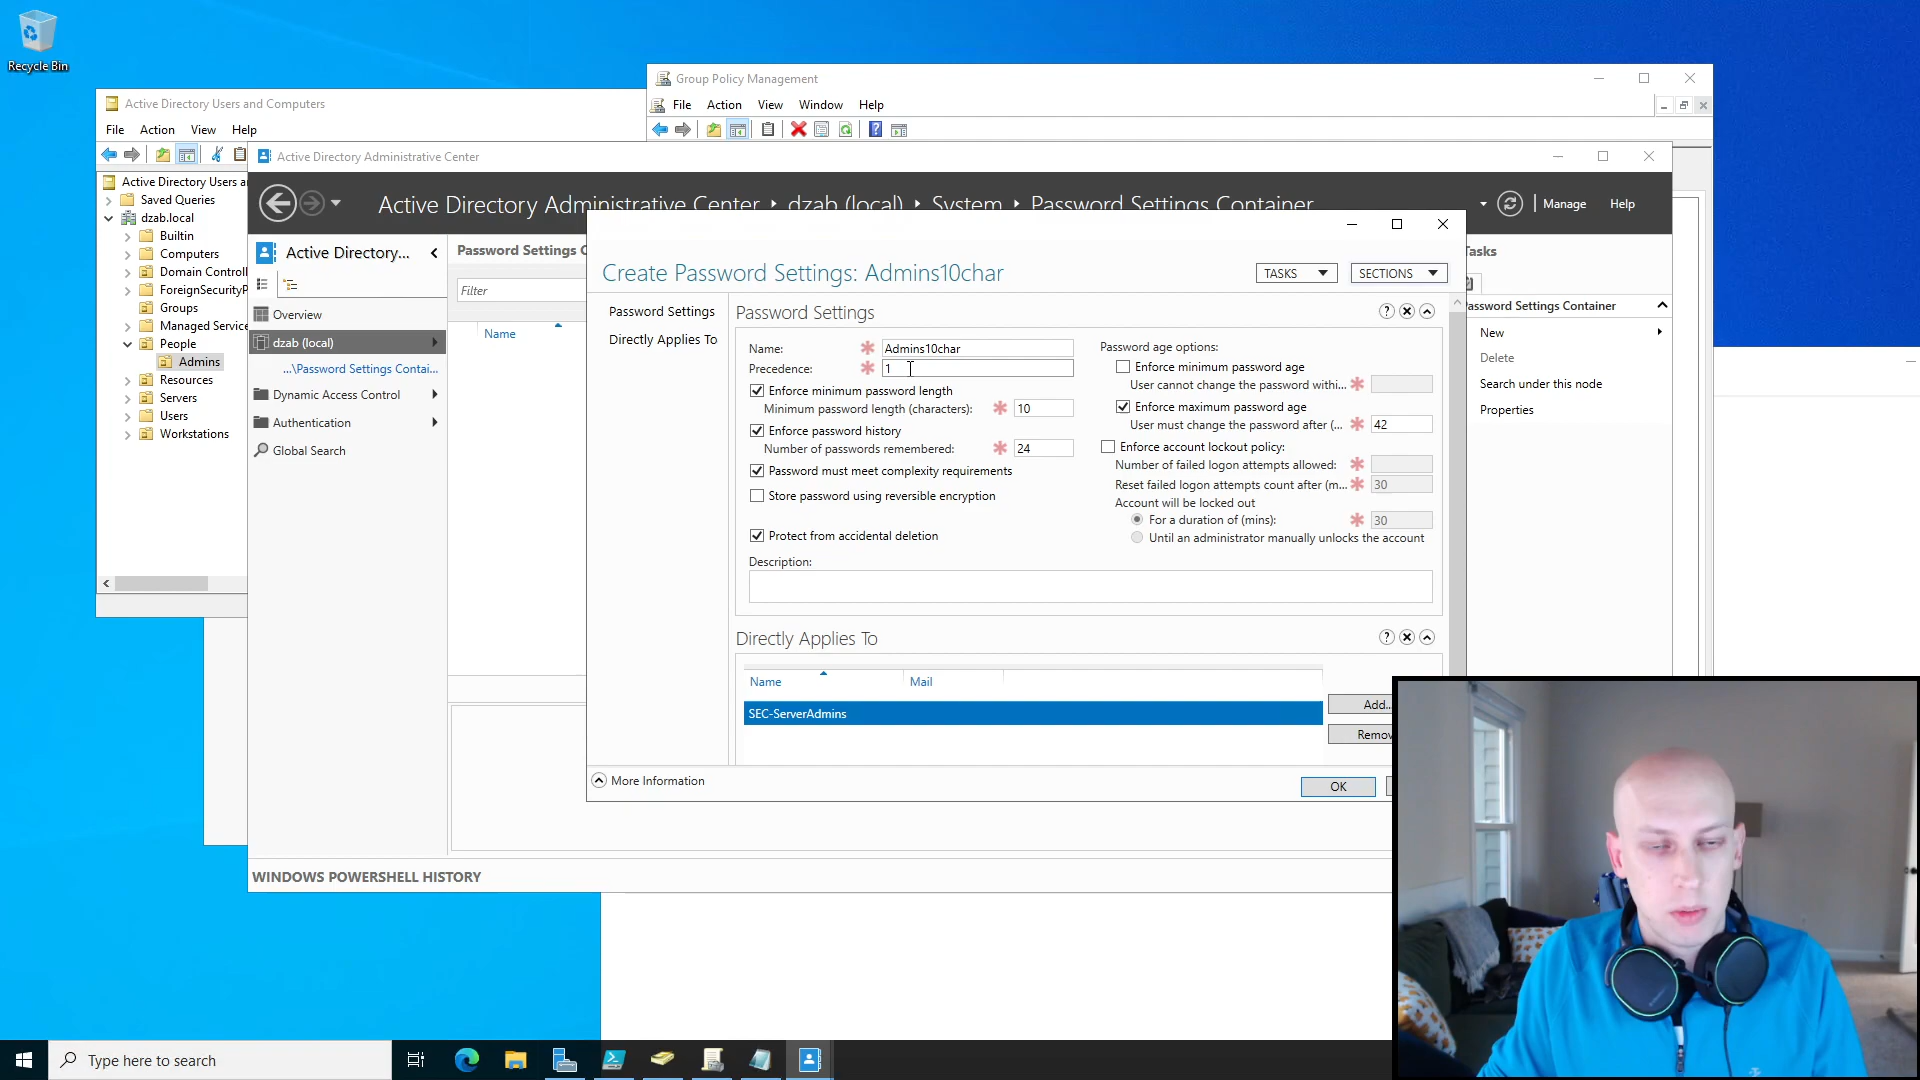 Recycle Bin
Group Policy Management
File Action View Window Help
Active Directory Users and Computers
File Action View Help
Active Directory Administrative Center
Active Directory Administrative Center dzab (local) System Password Settings Container
Manage Help
Active Directory Users a
Saved Queries
dzab.local
Builtin
Computers
Domain Controll
ForeignSecurityP
Groups
Managed Service
People
Admins
Resources
Servers
Users
Workstations
Active Directory...
Overview
dzab (local)
...\Password Settings Contai...
Dynamic Access Control
Authentication
Global Search
Password Settings C
Filter
Name
Create Password Settings: Admins10char
TASKS
SECTIONS
Password Settings
Directly Applies To
Password Settings
Name: * Admins10char
Precedence: * 1
Enforce minimum password length
Minimum password length (characters): * 10
Enforce password history
Number of passwords remembered: * 24
Password must meet complexity requirements
Store password using reversible encryption
Protect from accidental deletion
Description:
Password age options:
Enforce minimum password age
User cannot change the password withi... *
Enforce maximum password age
User must change the password after (... * 42
Enforce account lockout policy:
Number of failed logon attempts allowed: *
Reset failed logon attempts count after (m... * 30
Account will be locked out
For a duration of (mins): * 30
Until an administrator manually unlocks the account
Directly Applies To
Name Mail
SEC-ServerAdmins
Add...
Remov
More Information
OK
Tasks
Password Settings Container
New
Delete
Search under this node
Properties
WINDOWS POWERSHELL HISTORY
Type here to search